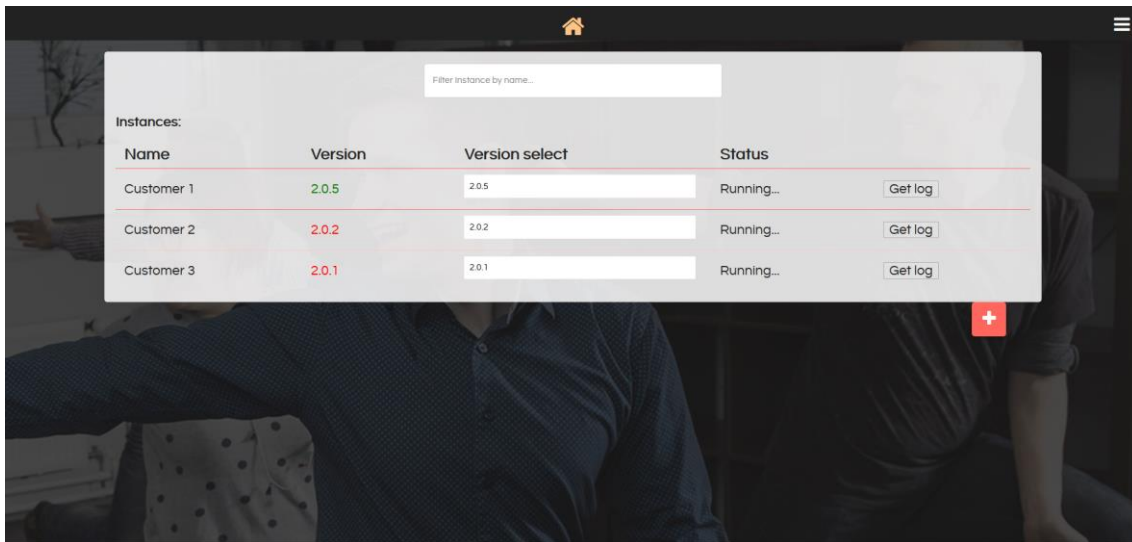 Filter Instance by name...
Instances:
Name Version Version select Status
Customer 1 2.0.5 2.0.5 Running... Get log
Customer 2 2.0.2 2.0.2 Running... Get log
Customer 3 2.0.1 2.0.1 Running... Get log